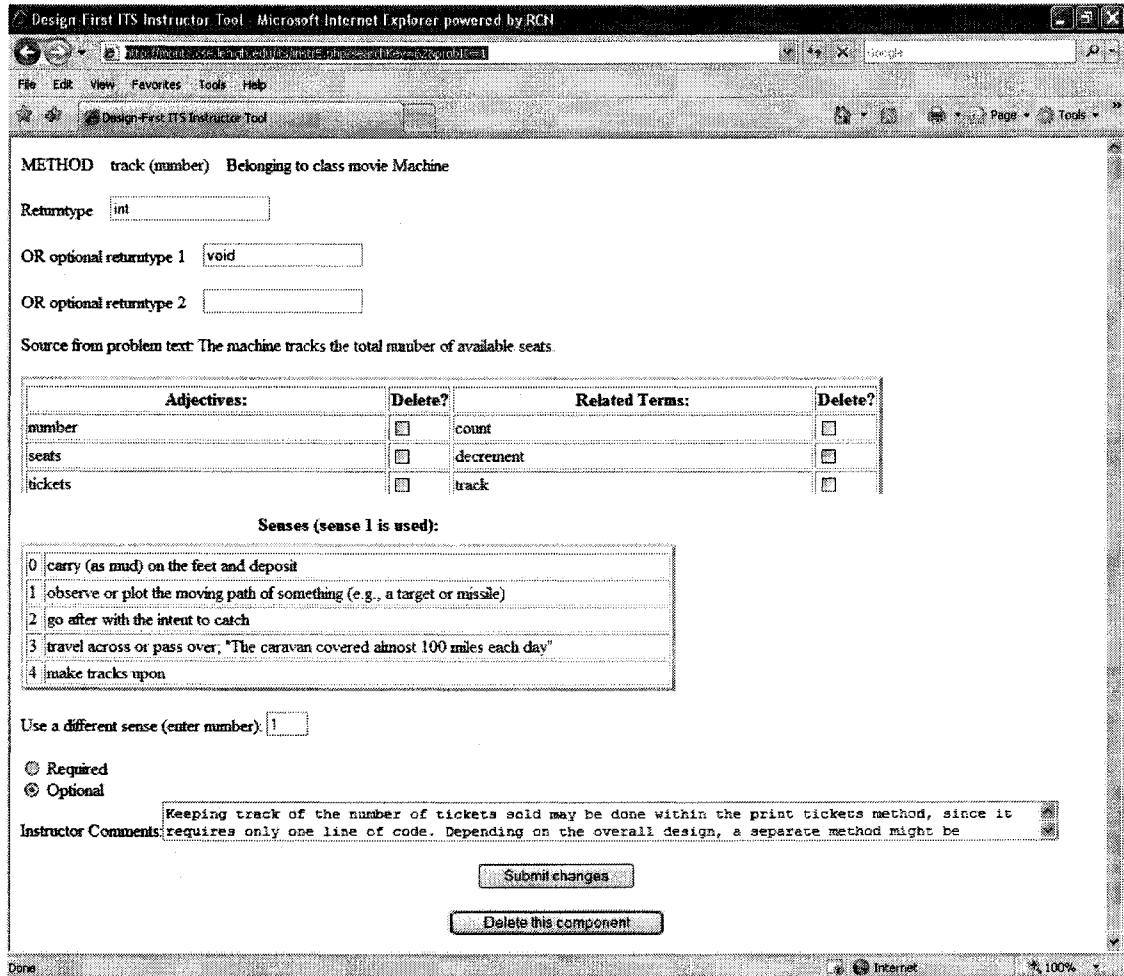 Design-First ITS Instructor Tool - Microsoft Internet Explorer powered by RCN
Google
File Edit View Favorites Tools Help
Design-First ITS Instructor Tool
Page Tools
METHOD track (number) Belonging to class movie Machine
Returntype int
OR optional returntype 1 void
OR optional returntype 2
Source from problem text: The machine tracks the total number of available seats.
Adjectives: Delete? Related Terms: Delete?
number count
seats decrement
tickets track
Senses (sense 1 is used):
0 carry (as mud) on the feet and deposit
1 observe or plot the moving path of something (e.g., a target or missile)
2 go after with the intent to catch
3 travel across or pass over; "The caravan covered almost 100 miles each day"
4 make tracks upon
Use a different sense (enter number): 1
Required
Optional
Keeping track of the number of tickets sold may be done within the print tickets method, since it
Instructor Comments: requires only one line of code. Depending on the overall design, a separate method might be
Submit changes
Delete this component
Done Internet 100%